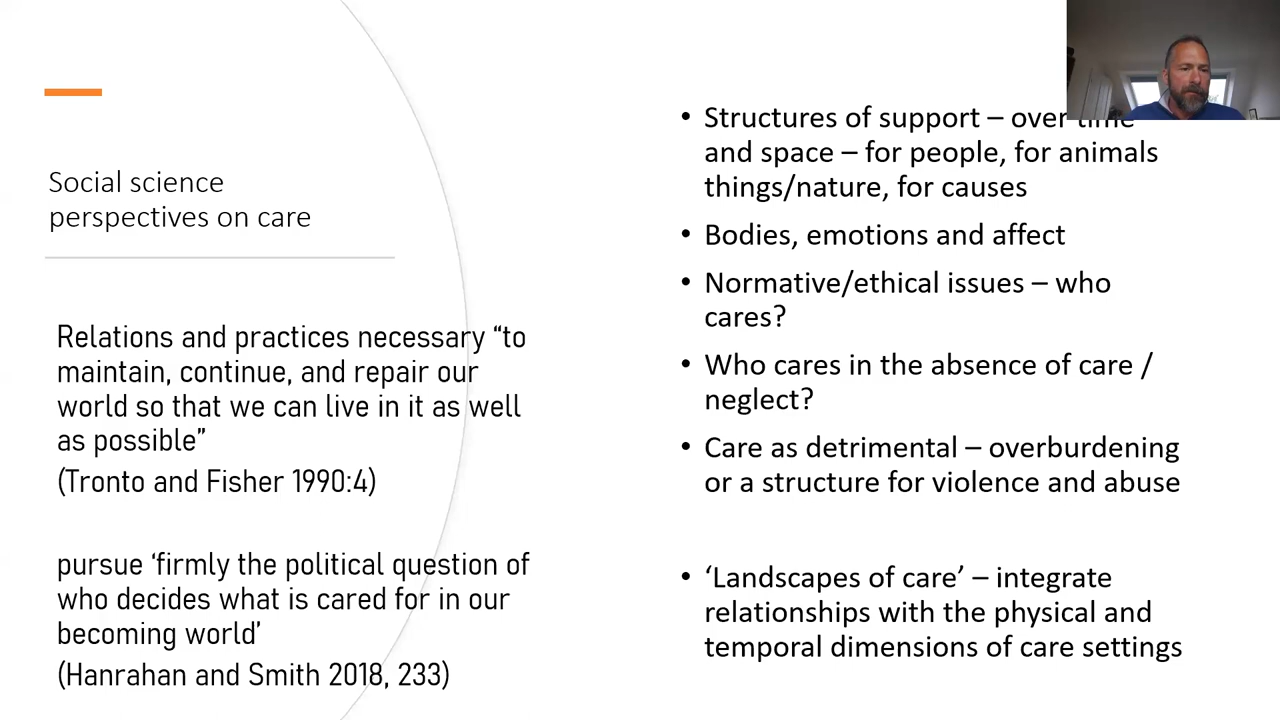 Social science
perspectives on care
Relations and practices necessary “to
maintain, continue, and repair our
world so that we can live in it as well
as possible”
(Tronto and Fisher 1990:4)
pursue ‘firmly the political question of
who decides what is cared for in our
becoming world’
(Hanrahan and Smith 2018, 233)
• Structures of support – over time
and space – for people, for animals
things/nature, for causes
• Bodies, emotions and affect
• Normative/ethical issues – who
cares?
• Who cares in the absence of care /
neglect?
• Care as detrimental – overburdening
or a structure for violence and abuse
• ‘Landscapes of care’ – integrate
relationships with the physical and
temporal dimensions of care settings